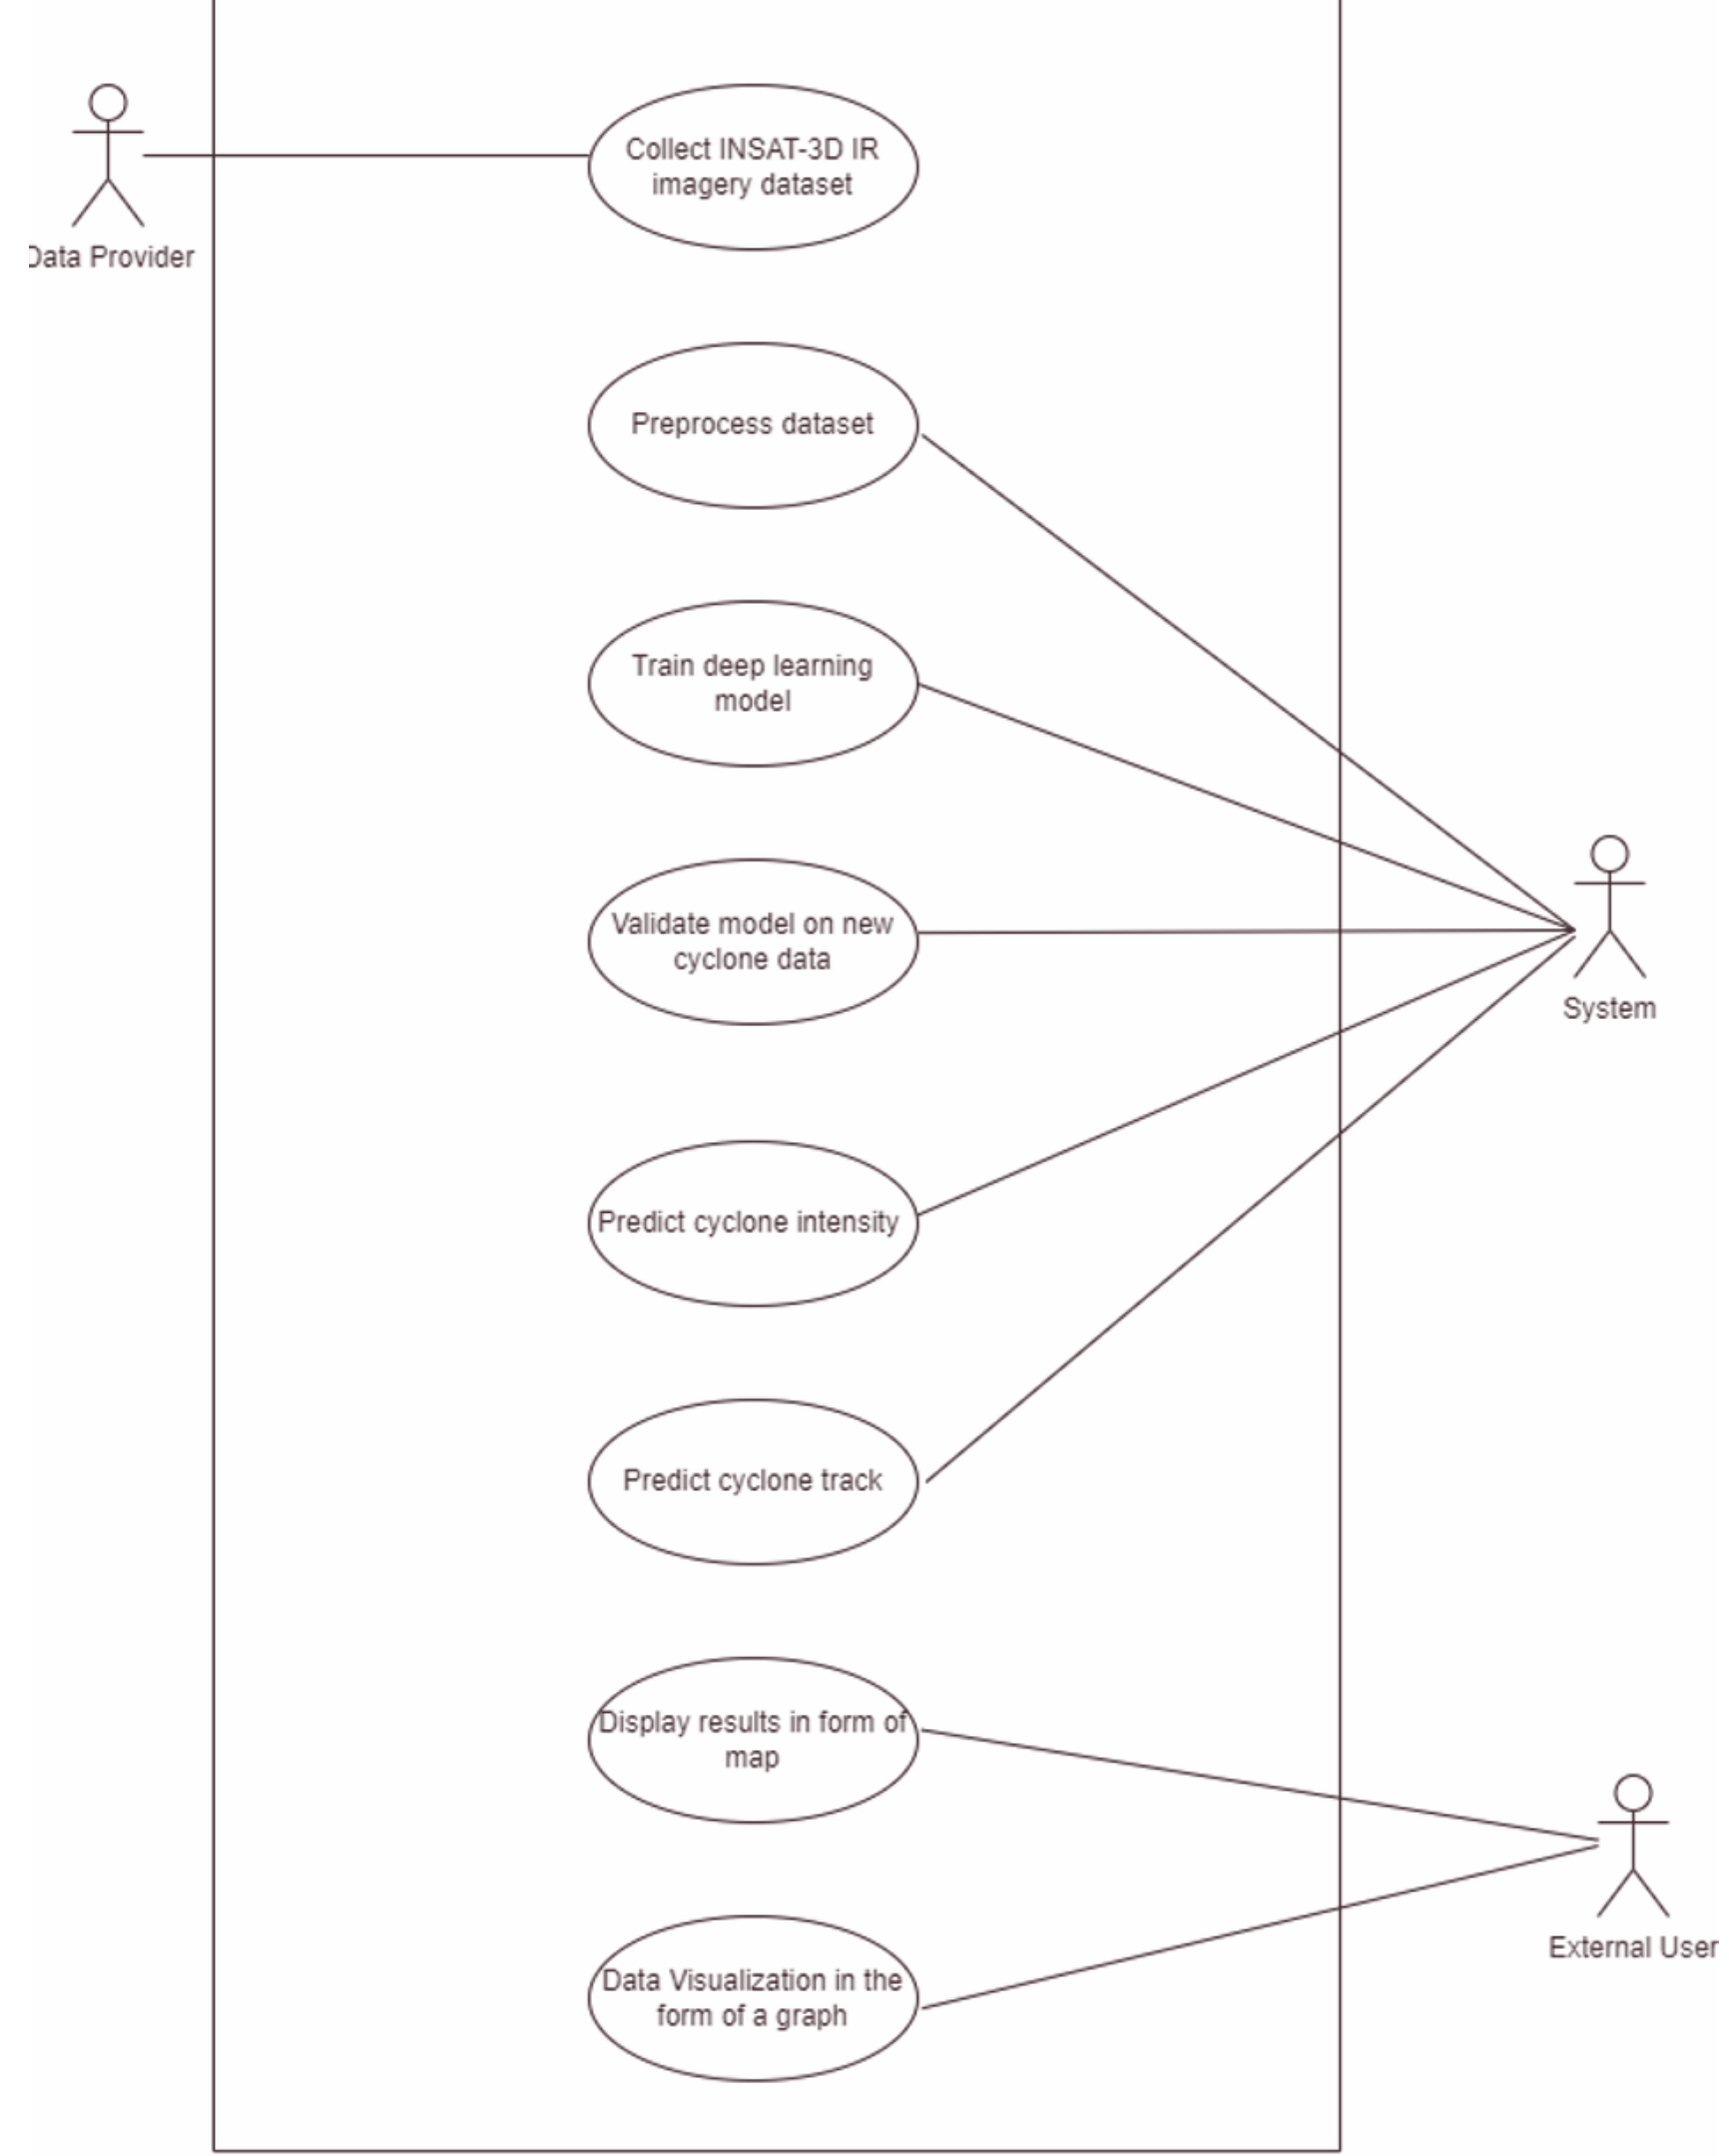 Collect INSAT-3D IR
imagery dataset
Data Provider
Preprocess dataset
Train deep learning
model
Validate model on new
cyclone data
System
Predict cyclone intensity
Predict cyclone track
Display results in form of
map
External User
Data Visualization in the
form of a graph